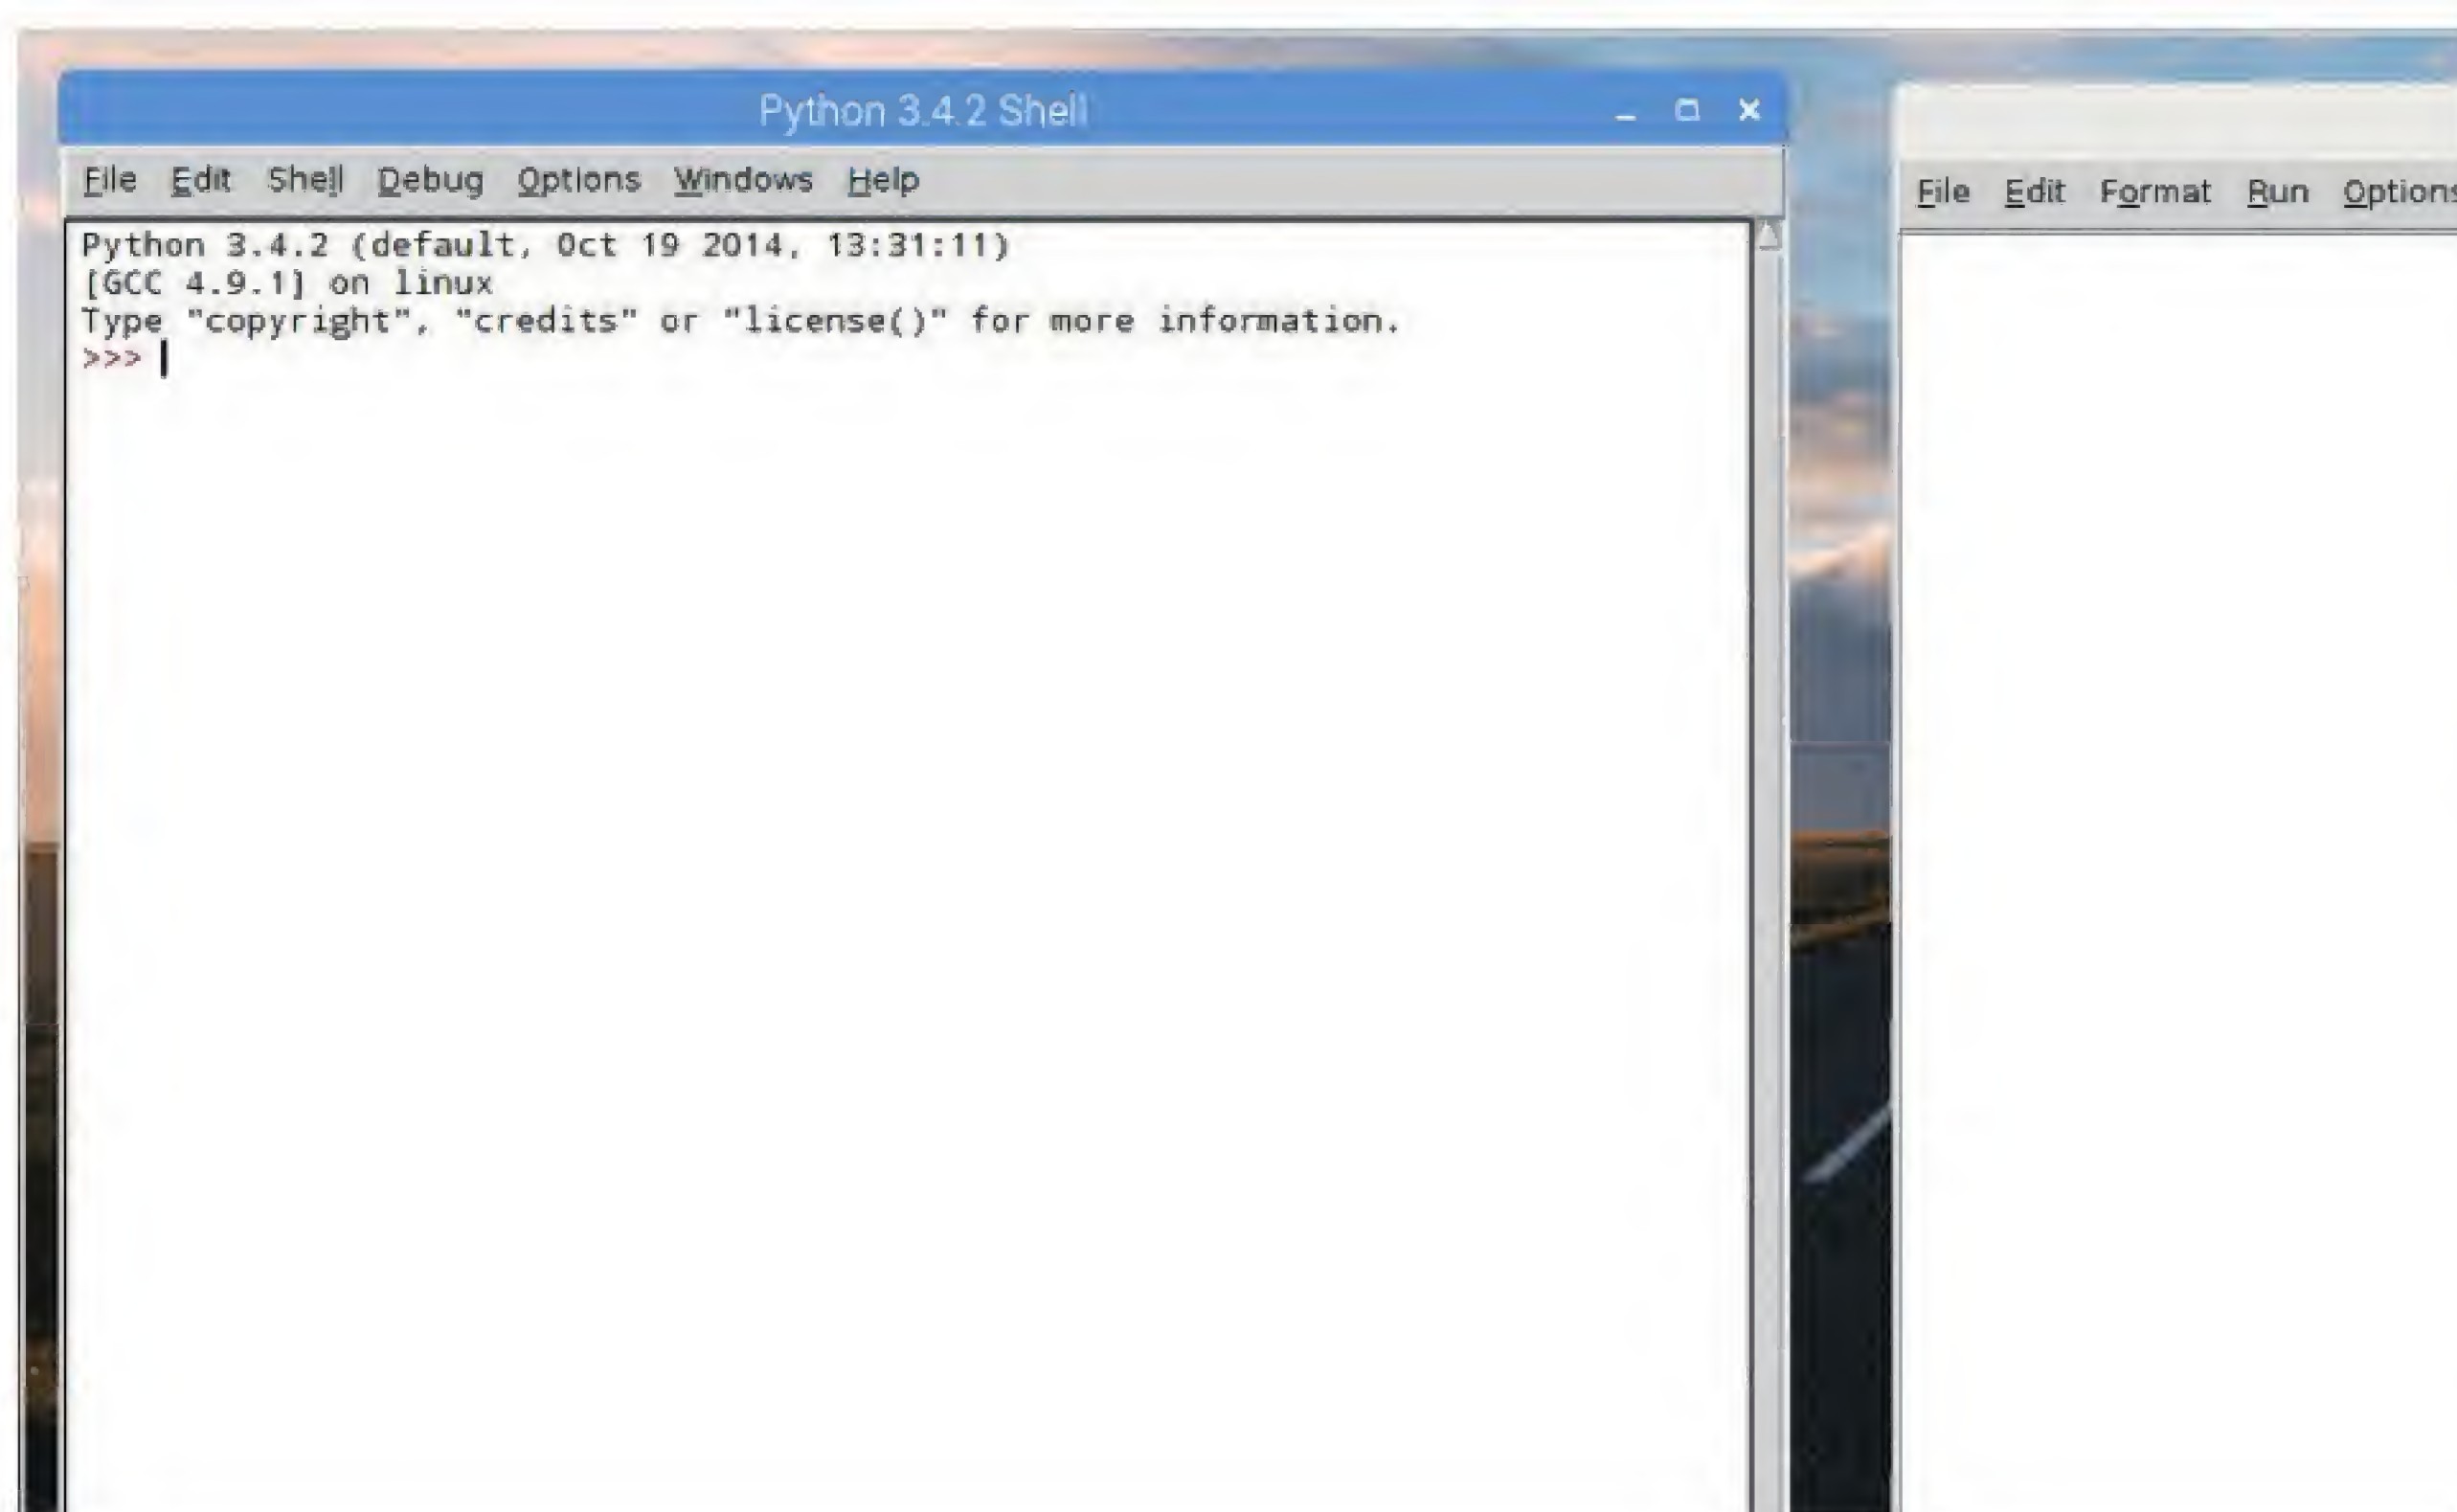 Python 3.4.2 Shell
File Edit Shell Debug Options Windows Help
Python 3.4.2 (default, Oct 19 2014, 13:31:11)
[GCC 4.9.1] on linux
Type "copyright", "credits" or "license()" for more information.
>>>
File Edit Format Run Options